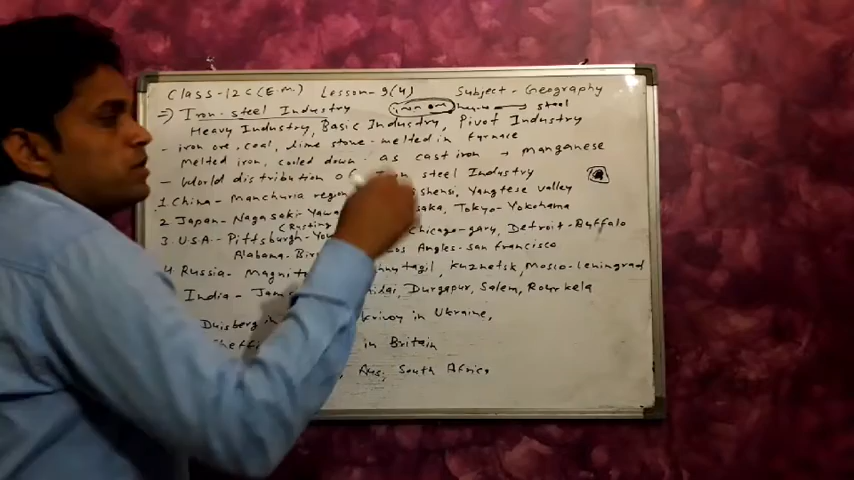 Class-12 C (E.M.) Lesson-9(4) Subject-Geography
=> Iron-steel Industry iron ore steel
Heavy Industry, Basic Industry, Pivot Industry
- iron ore, coal, lime stone - melted in furnace
melted iron, cooled down as cast iron + manganese
- World distribution of steel Industry
1. China- Manchuria region Yangtese valley
2 Japan- Nagasaki- Tokyo-Yokohama
3. U.S.A- Pittsburgh- Chicago-gary, Detroit-Buffalo
Alabama- Los Angles-San Francisco
4. Russia- tagil, Kuznetsk, Mosco-leningrad
India- Durgapur, Salem, Rourkela
Duisberg in Ukraine,
in Britain
South Africa